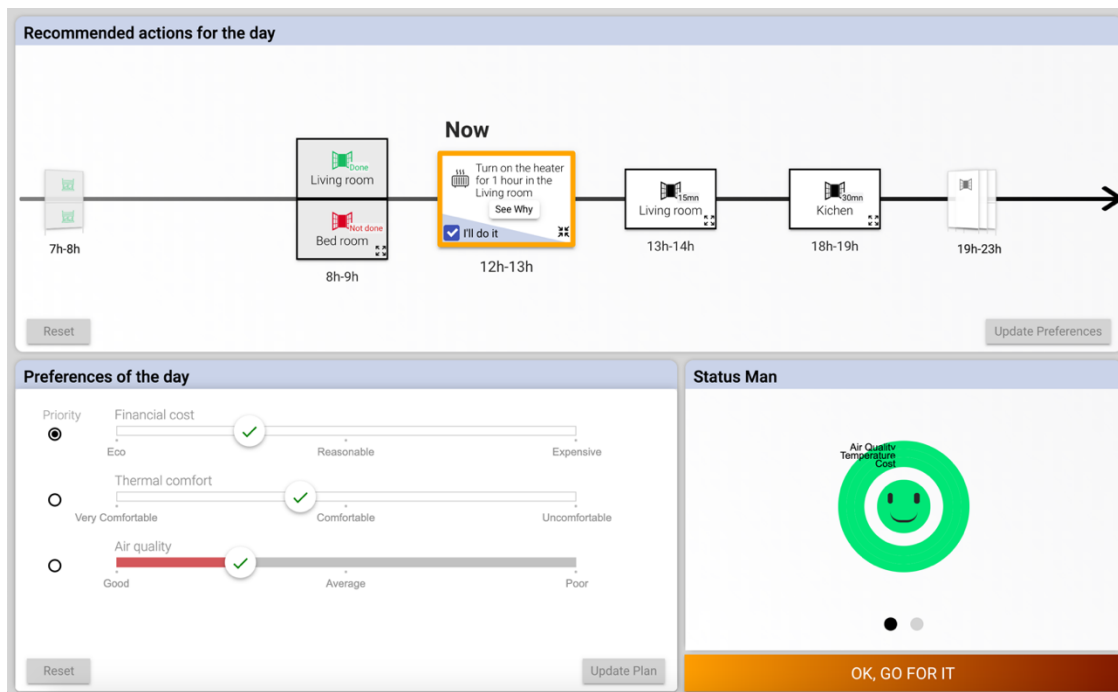 Recommended actions for the day
Now
Done
Living room
Not done
Bed room
Turn on the heater
for 1 hour in the
Living room
See Why
I'll do it
15mn
Living room
30mn
Kichen
7h-8h
8h-9h
12h-13h
13h-14h
18h-19h
19h-23h
Reset
Update Preferences
Preferences of the day
Priority
Financial cost
Eco
Reasonable
Expensive
Thermal comfort
Very Comfortable
Comfortable
Uncomfortable
Air quality
Good
Average
Poor
Reset
Update Plan
Status Man
Air Quality
Temperature
Cost
OK, GO FOR IT